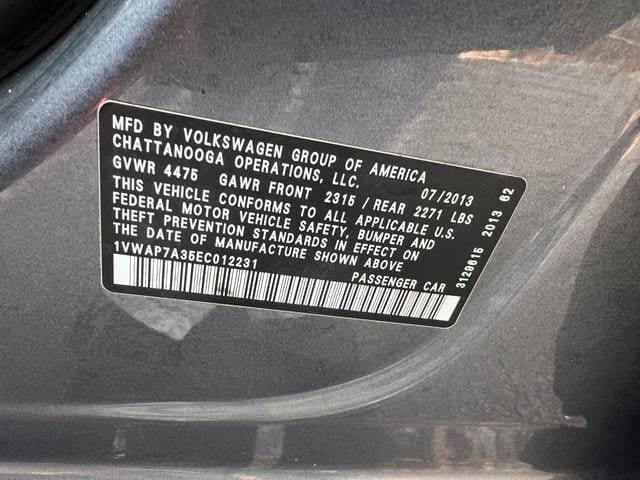 MFD BY VOLKSWAGEN GROUP OF AMERICA
CHATTANOOGA OPERATIONS, LLC. 07/2013
GVWR 4475 GAWR FRONT 2315 / REAR 2271 LBS
THIS VEHICLE CONFORMS TO ALL APPLICABLE U.S.
FEDERAL MOTOR VEHICLE SAFETY, BUMPER AND
THEFT PREVENTION STANDARDS IN EFFECT ON
THE DATE OF MANUFACTURE SHOWN ABOVE
1VWAP7A35EC012231 PASSENGER CAR
3129615 2013 62